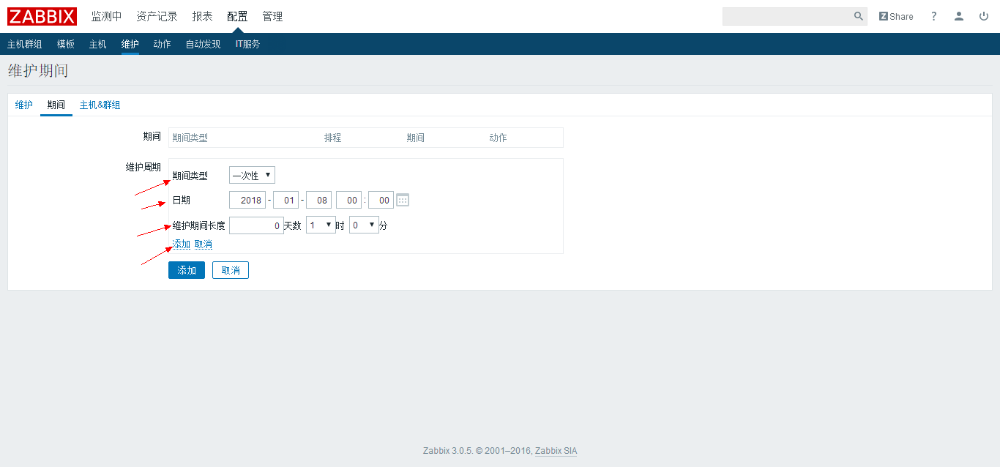 ZABBIX 监测中 资产记录 报表 配置 管理 Z Share ?
主机群组 模板 主机 维护 动作 自动发现 IT服务
维护期间
维护 期间 主机&群组
期间 期间类型 排程 期间 动作
维护周期
期间类型 一次性 ▼
日期 2018 - 01 - 08 00 : 00
维护期间长度 0 天数 1 ▼ 时 0 ▼ 分
添加 取消
添加 取消
Zabbix 3.0.5. © 2001–2016, Zabbix SIA